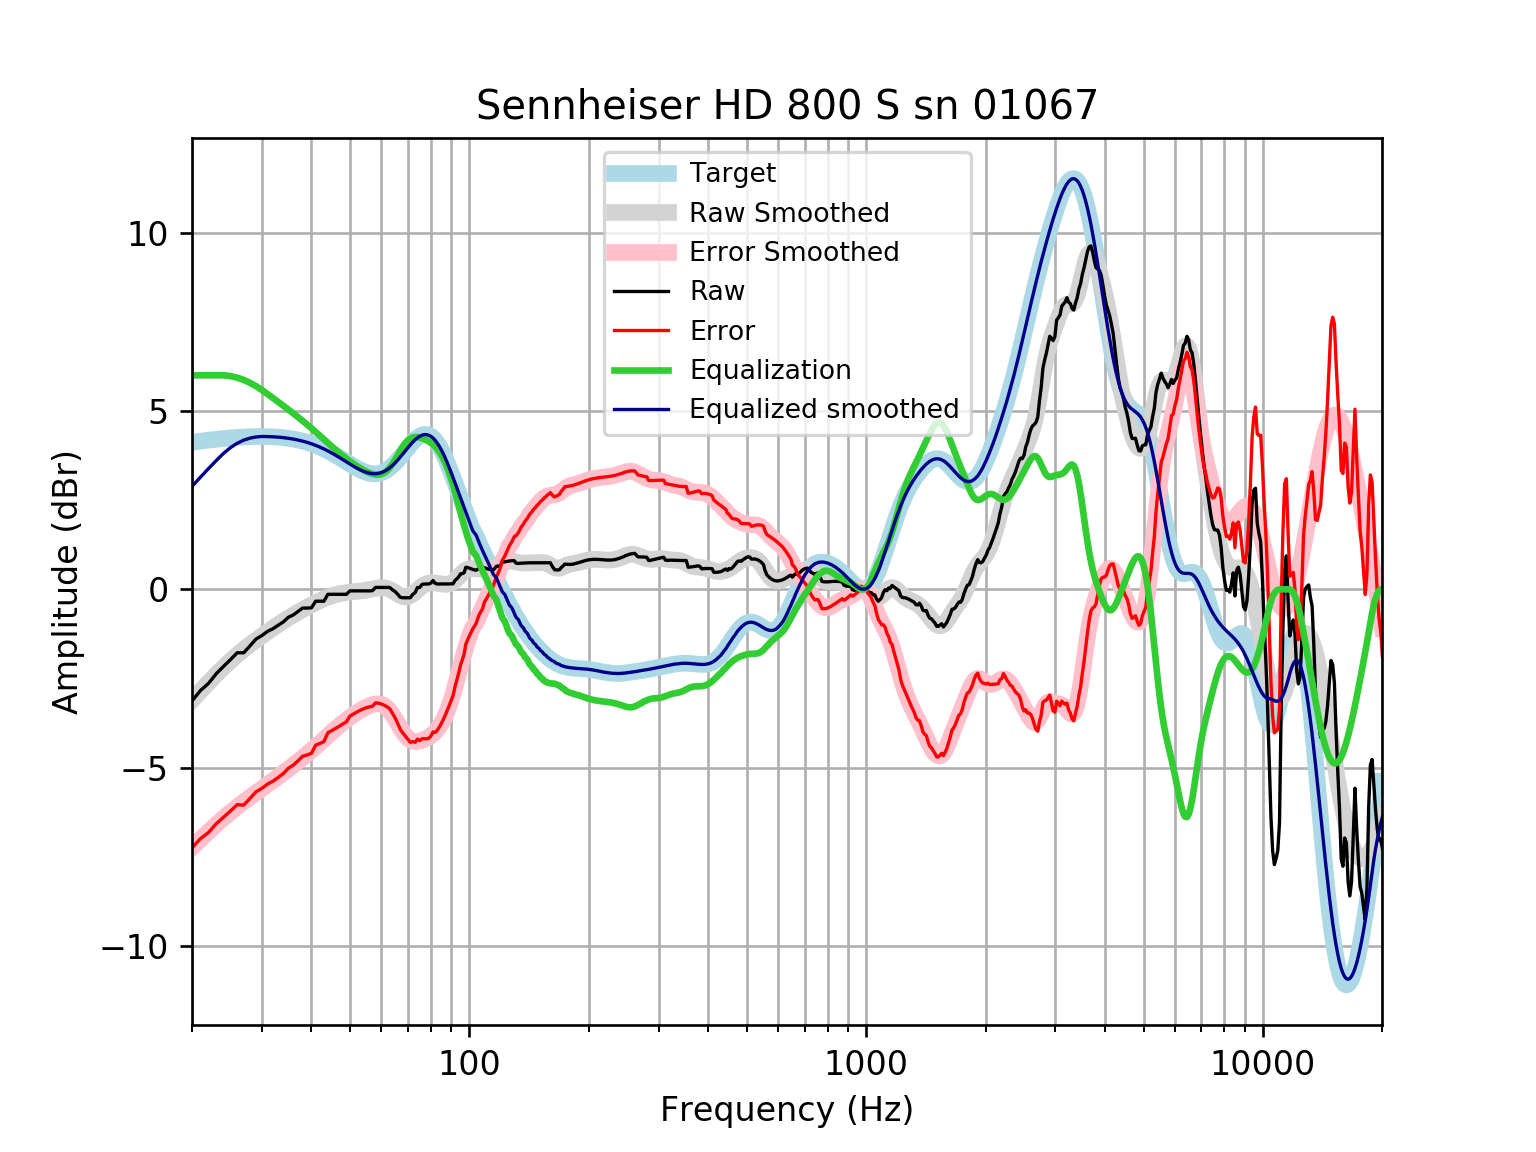 Sennheiser HD 800 S sn 01067
Target
Raw Smoothed
Error Smoothed
Raw
Error
Equalization
Equalized smoothed
10
5
0
−5
−10
Amplitude (dBr)
100 1000 10000
Frequency (Hz)